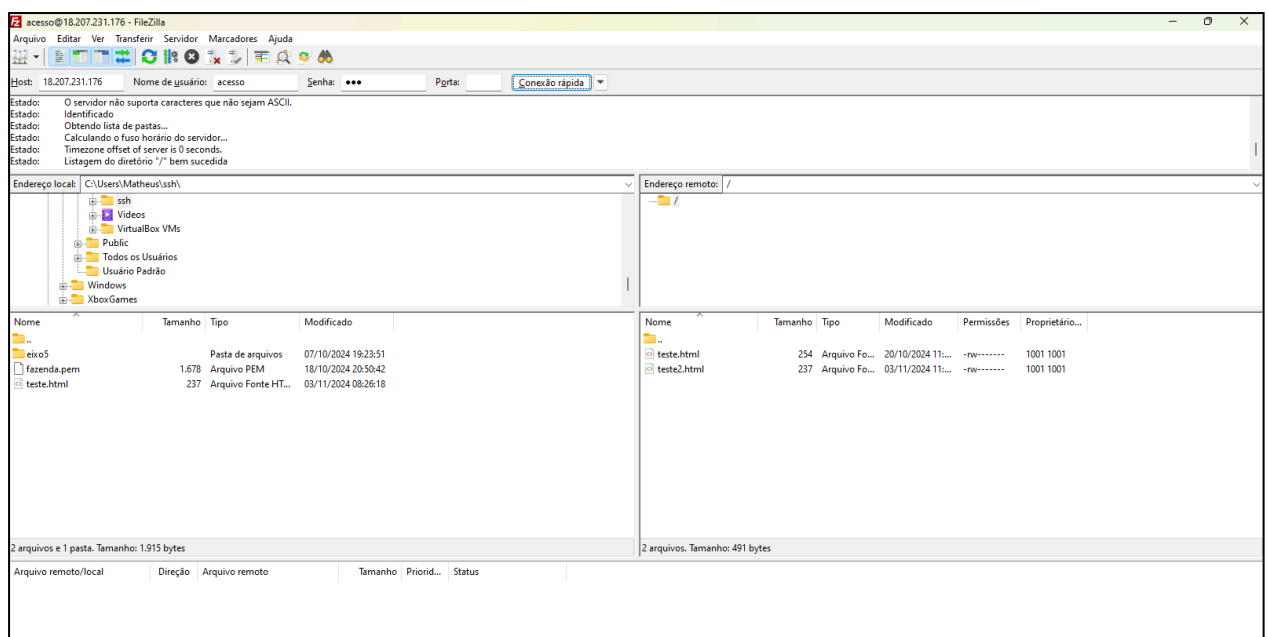 acesso@18.207.231.176 - FileZilla
Arquivo Editar Ver Transferir Servidor Marcadores Ajuda
Host: 18.207.231.176 Nome de usuário: acesso Senha: ●●● Porta: Conexão rápida
Estado: O servidor não suporta caracteres que não sejam ASCII.
Estado: Identificado
Estado: Obtendo lista de pastas...
Estado: Calculando o fuso horário do servidor...
Estado: Timezone offset of server is 0 seconds.
Estado: Listagem do diretório "/" bem sucedida
Endereço local: C:\Users\Matheus\ssh\
ssh
Videos
VirtualBox VMs
Public
Todos os Usuários
Usuário Padrão
Windows
XboxGames
Endereço remoto: /
/
Nome Tamanho Tipo Modificado
..
eixo5 Pasta de arquivos 07/10/2024 19:23:51
fazenda.pem 1.678 Arquivo PEM 18/10/2024 20:50:42
teste.html 237 Arquivo Fonte HT... 03/11/2024 08:26:18
2 arquivos e 1 pasta. Tamanho: 1.915 bytes
Nome Tamanho Tipo Modificado Permissões Proprietário...
..
teste.html 254 Arquivo Fo... 20/10/2024 11:... -rw------- 1001 1001
teste2.html 237 Arquivo Fo... 03/11/2024 11:... -rw------- 1001 1001
2 arquivos. Tamanho: 491 bytes
Arquivo remoto/local Direção Arquivo remoto Tamanho Priorid... Status